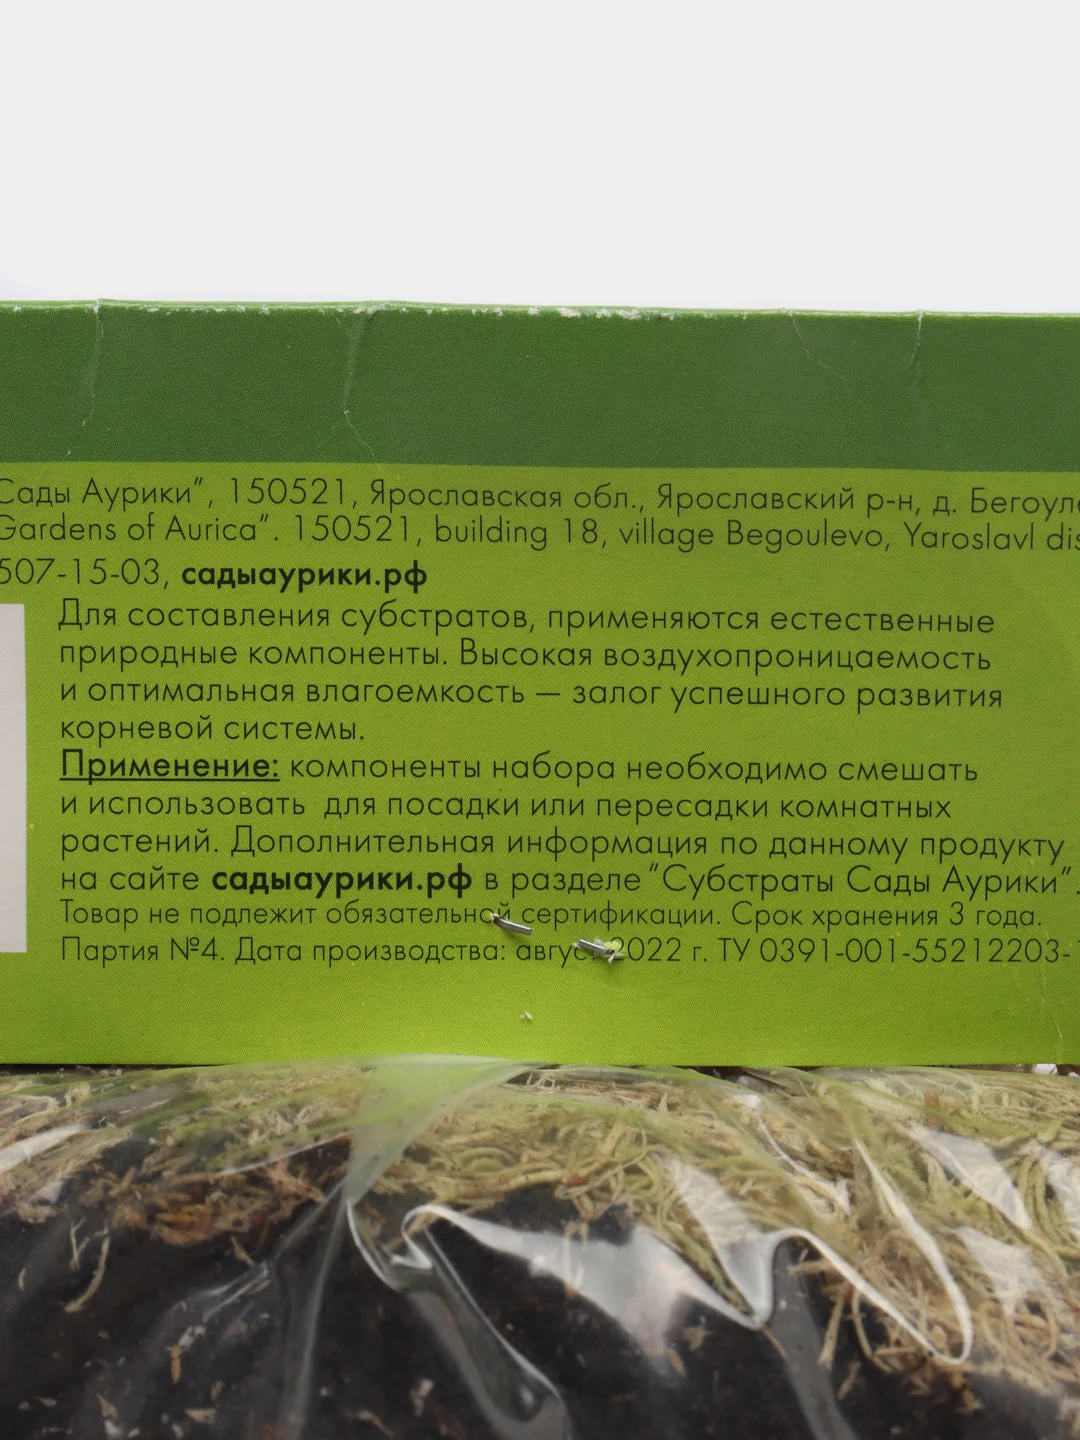 Сады Аурики”, 150521, Ярославская обл., Ярославский р-н, д.
Gardens of Aurica”. 150521, building 18, village Begoulevo, Yaroslavl
507-15-03, садыаурики.рф
Для составления субстратов, применяются естественные
природные компоненты. Высокая воздухопроницаемость
и оптимальная влагоемкость — залог успешного развития
корневой системы.
Применение: компоненты набора необходимо смешать
и использовать для посадки или пересадки комнатных
растений. Дополнительная информация по данному продукту
на сайте садыаурики.рф в разделе “Субстраты Сады Аурики”.
Товар не подлежит обязательной сертификации. Срок хранения 3 года.
Партия №4. Дата производства: август 2022 г. ТУ 0391-001-55212203-